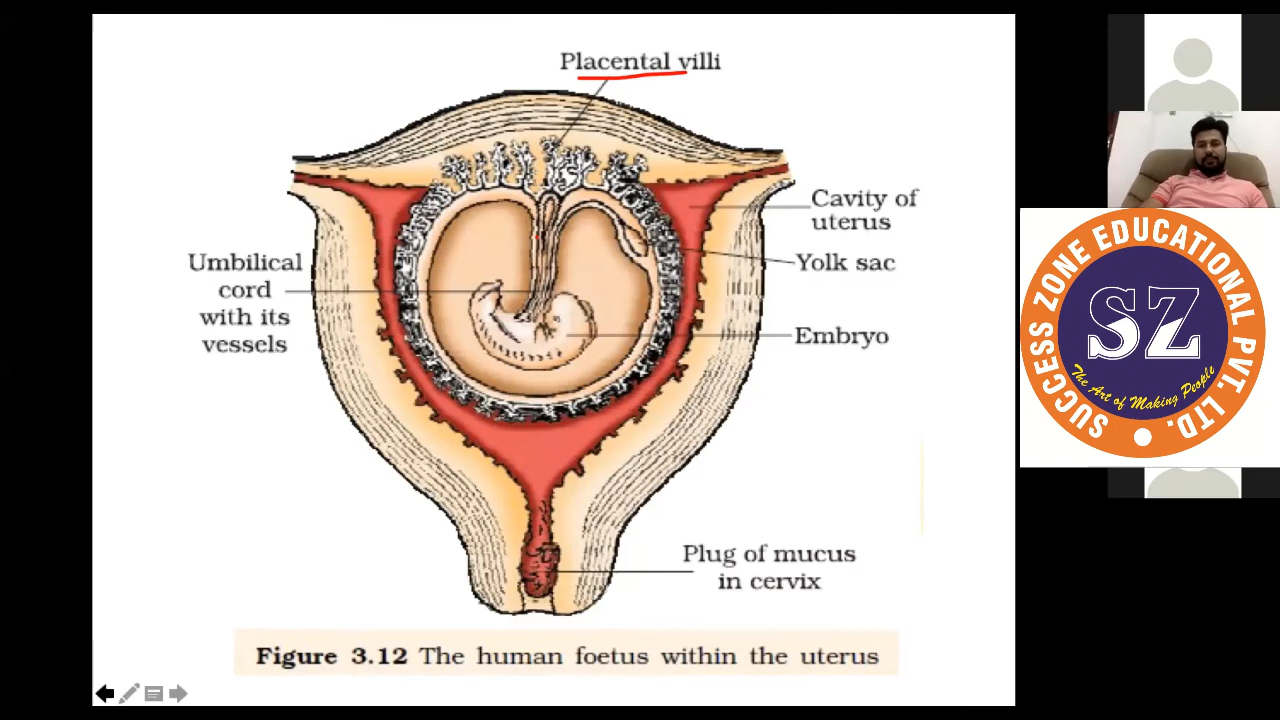 Placental villi
Cavity of
uterus
Umbilical
cord
with its
vessels
Yolk sac
Embryo
Plug of mucus
in cervix
Figure 3.12 The human foetus within the uterus
SUCCESS ZONE EDUCATIONAL PVT. LTD.
SZ
The Art of Making People